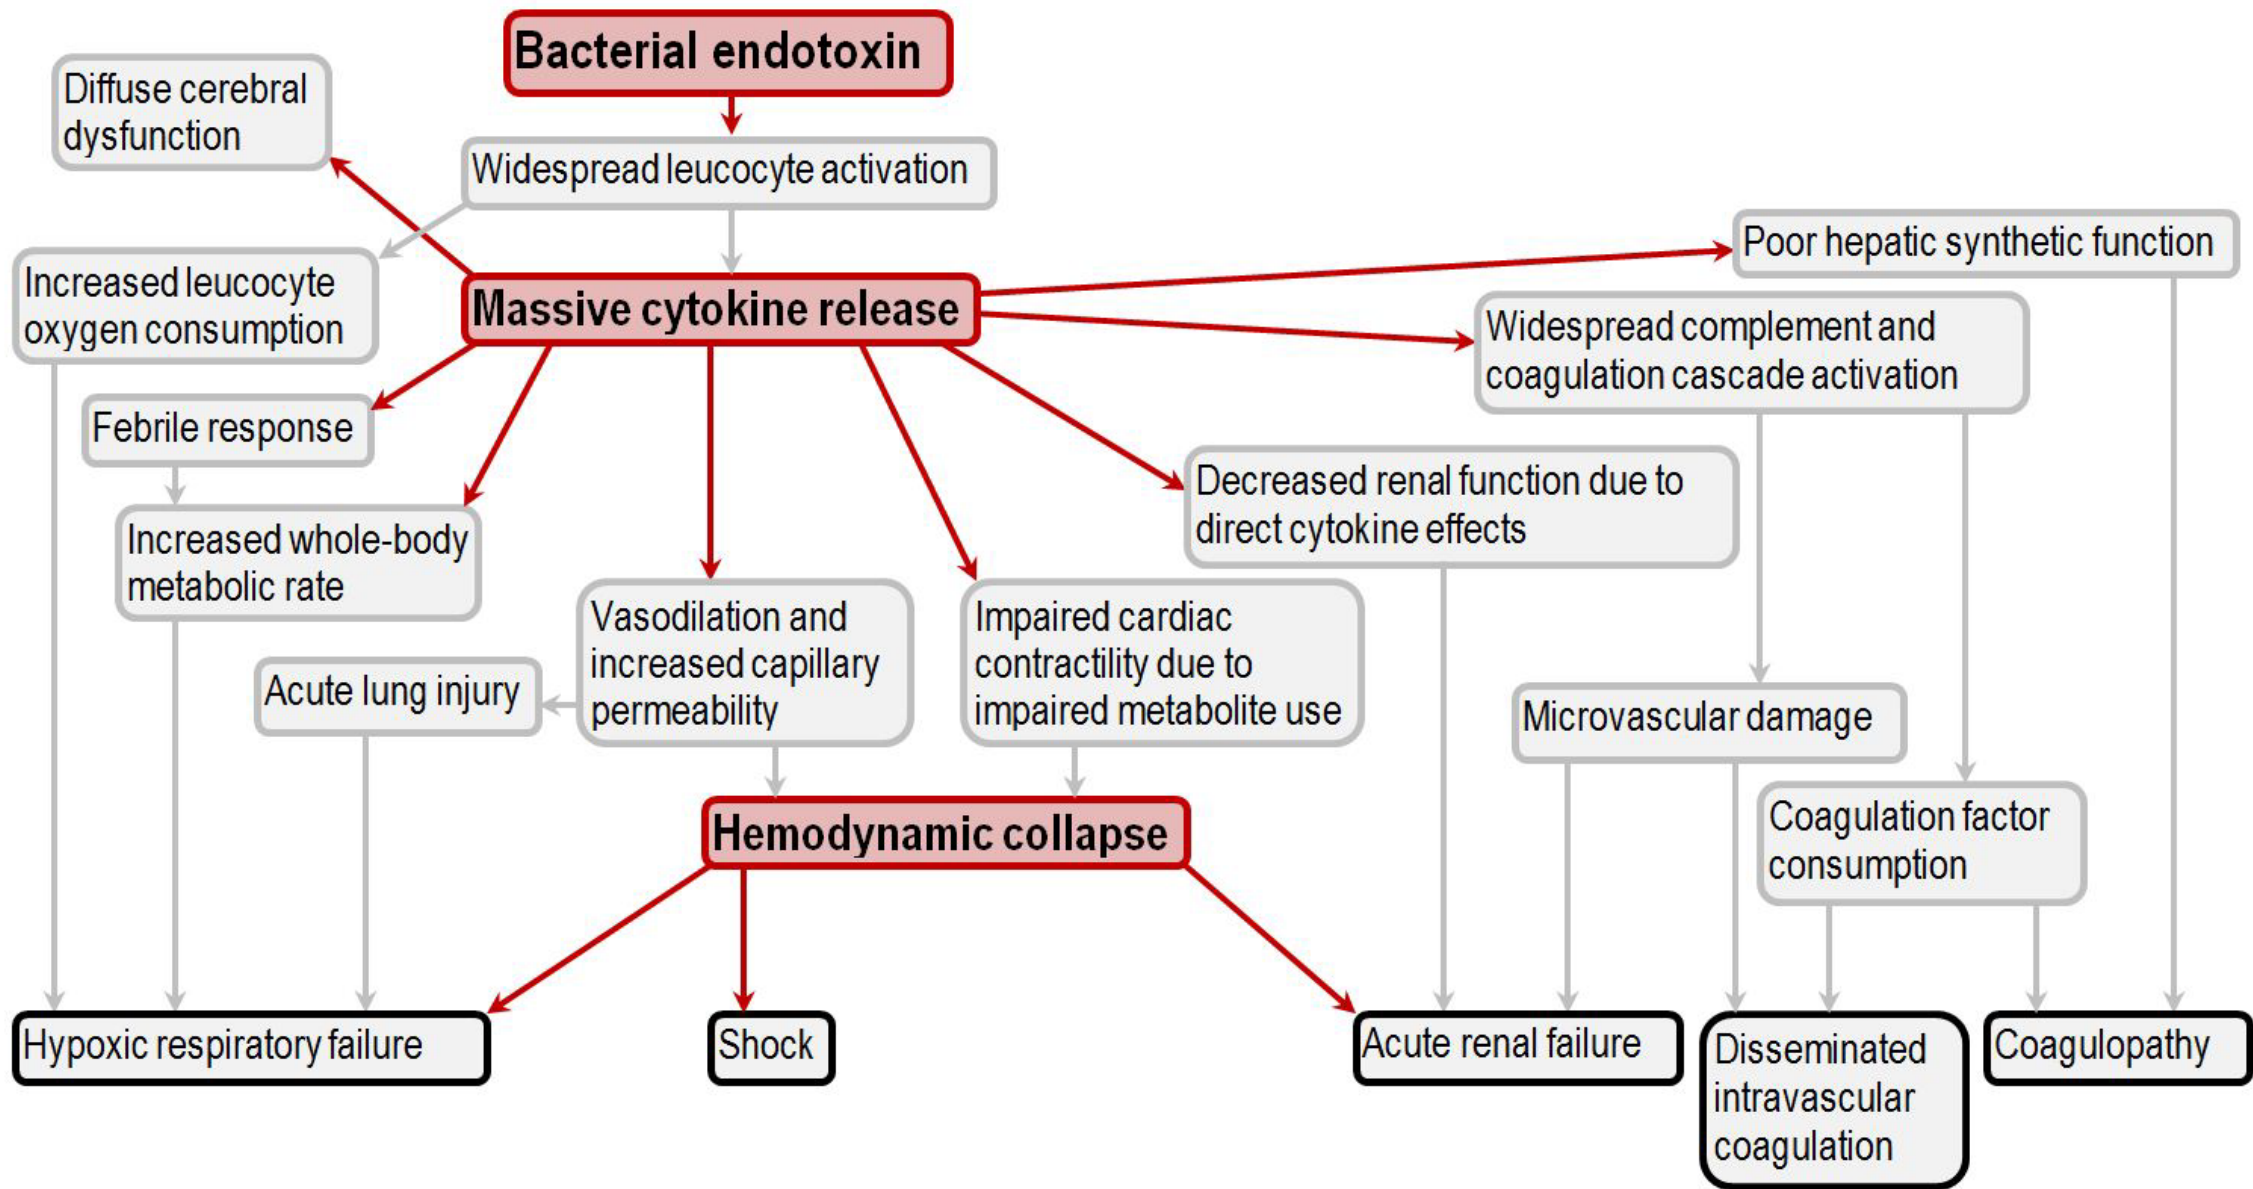 Bacterial endotoxin
Diffuse cerebral
dysfunction
Widespread leucocyte activation
Poor hepatic synthetic function
Increased leucocyte
oxygen consumption
Massive cytokine release
Widespread complement and
coagulation cascade activation
Febrile response
Decreased renal function due to
direct cytokine effects
Increased whole-body
metabolic rate
Vasodilation and
increased capillary
permeability
Impaired cardiac
contractility due to
impaired metabolite use
Acute lung injury
Microvascular damage
Hemodynamic collapse
Coagulation factor
consumption
Hypoxic respiratory failure
Shock
Acute renal failure
Disseminated
intravascular
coagulation
Coagulopathy